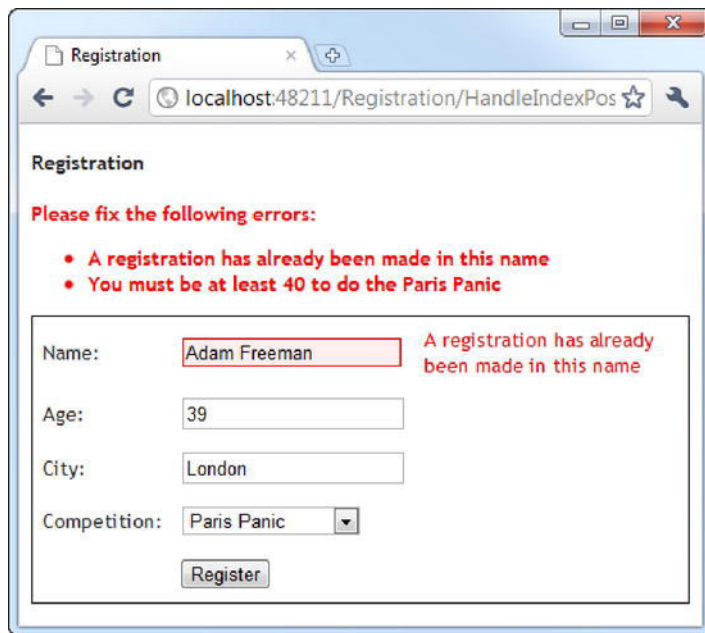 Registration
localhost:48211/Registration/HandleIndexPos
Registration
Please fix the following errors:
A registration has already been made in this name
You must be at least 40 to do the Paris Panic
Name:
Adam Freeman
A registration has already
been made in this name
Age:
39
City:
London
Competition:
Paris Panic
Register